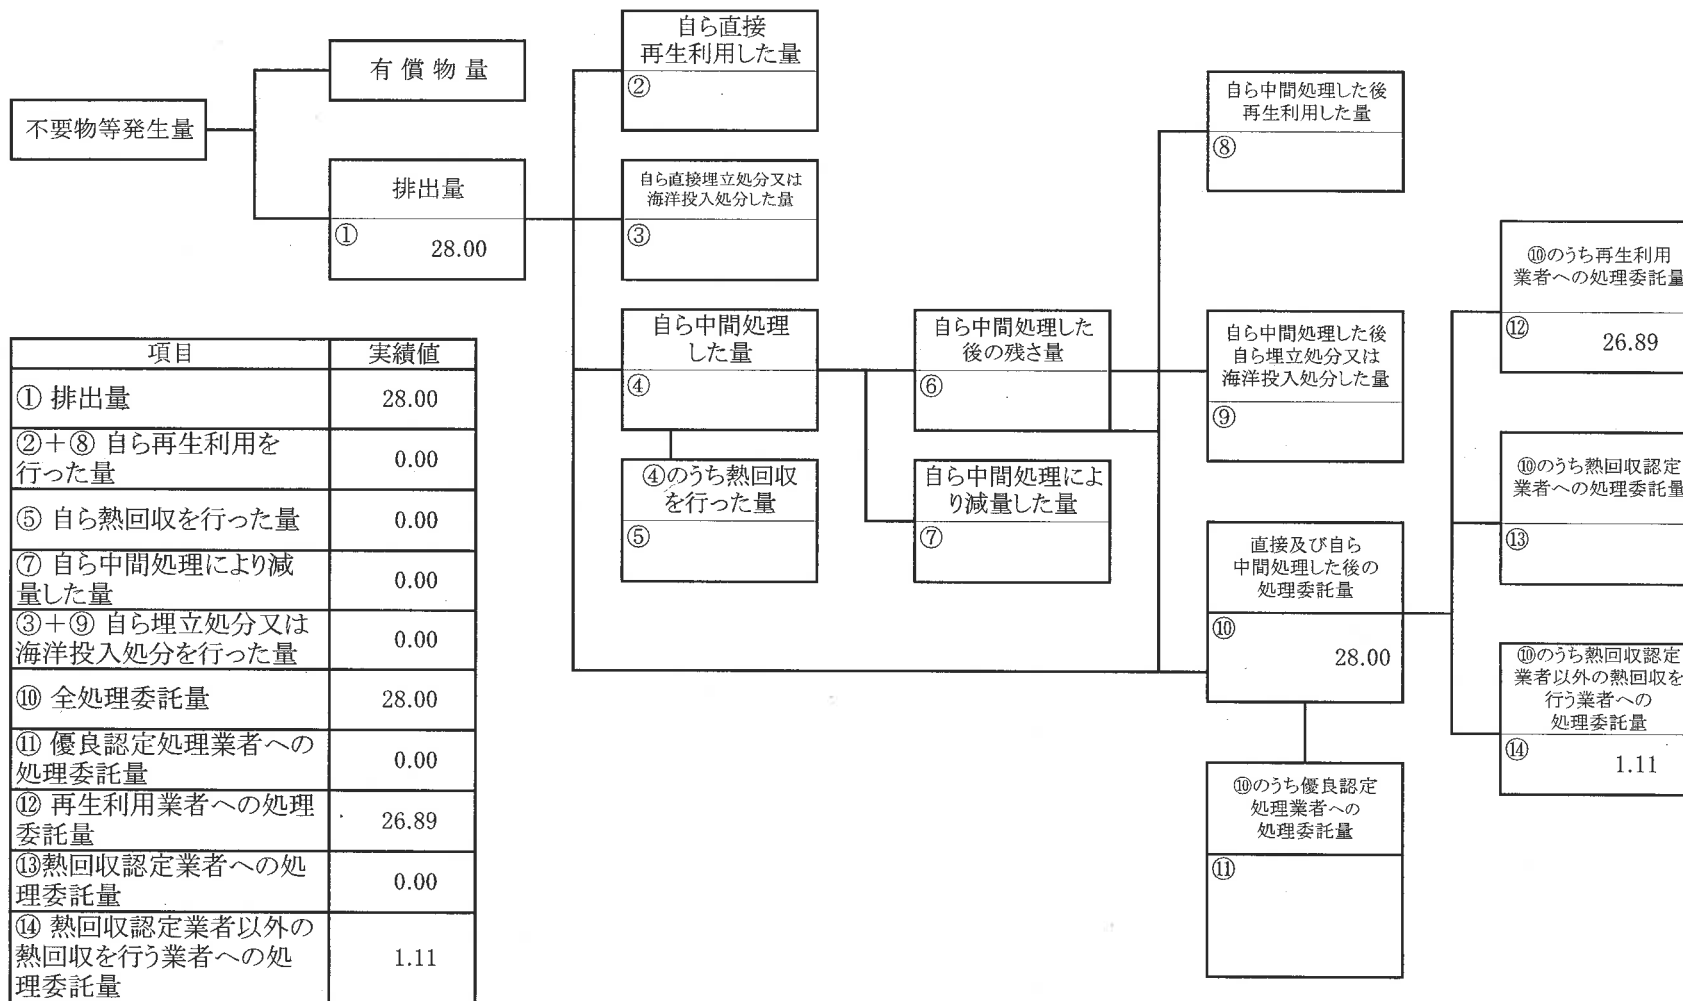 不要物等発生量
有償物量
排出量
①
28.00
自ら直接
再生利用した量
②
自ら直接埋立処分又は
海洋投入処分した量
③
自ら中間処理
した量
④
④のうち熱回収
を行った量
⑤
自ら中間処理した
後の残さ量
⑥
自ら中間処理によ
り減量した量
⑦
自ら中間処理した後
再生利用した量
⑧
自ら中間処理した後
自ら埋立処分又は
海洋投入処分した量
⑨
直接及び自ら
中間処理した後の
処理委託量
⑩
28.00
⑩のうち優良認定
処理業者への
処理委託量
⑪
⑩のうち再生利用
業者への処理委託量
⑫
26.89
⑩のうち熱回収認定
業者への処理委託量
⑬
⑩のうち熱回収認定
業者以外の熱回収を
行う業者への
処理委託量
⑭
1.11
項目 実績値
① 排出量 28.00
②＋⑧ 自ら再生利用を
行った量 0.00
⑤ 自ら熱回収を行った量 0.00
⑦ 自ら中間処理により減
量した量 0.00
③＋⑨ 自ら埋立処分又は
海洋投入処分を行った量 0.00
⑩ 全処理委託量 28.00
⑪ 優良認定処理業者への
処理委託量 0.00
⑫ 再生利用業者への処理
委託量 26.89
⑬熱回収認定業者への処
理委託量 0.00
⑭ 熱回収認定業者以外の
熱回収を行う業者への処
理委託量 1.11